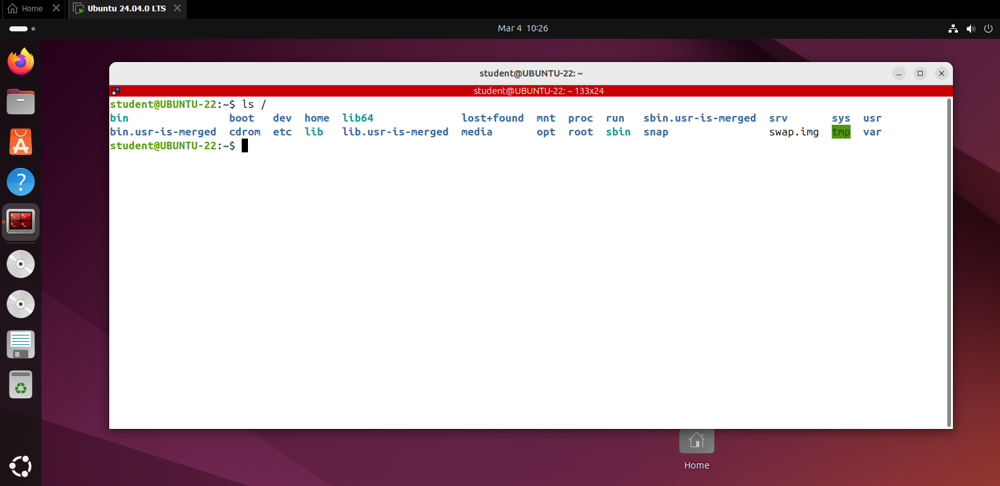 Home
Ubuntu 24.04.0 LTS
Mar 4 10:26
student@UBUNTU-22: ~
student@UBUNTU-22: ~ 133x24
student@UBUNTU-22:~$ ls /
bin boot dev home lib64 lost+found mnt proc run sbin.usr-is-merged srv sys usr
bin.usr-is-merged cdrom etc lib lib.usr-is-merged media opt root sbin snap swap.img tmp var
student@UBUNTU-22:~$
Home